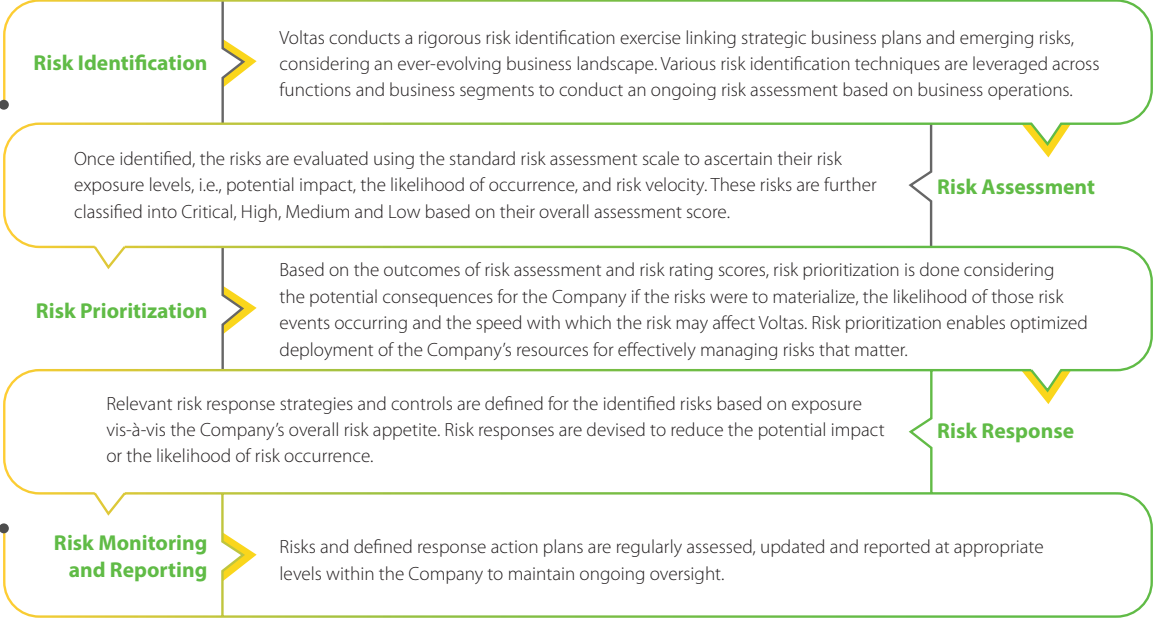 Risk Identification
Voltas conducts a rigorous risk identification exercise linking strategic business plans and emerging risks,
considering an ever-evolving business landscape. Various risk identification techniques are leveraged across
functions and business segments to conduct an ongoing risk assessment based on business operations.
Once identified, the risks are evaluated using the standard risk assessment scale to ascertain their risk
exposure levels, i.e., potential impact, the likelihood of occurrence, and risk velocity. These risks are further
classified into Critical, High, Medium and Low based on their overall assessment score.
Risk Assessment
Risk Prioritization
Based on the outcomes of risk assessment and risk rating scores, risk prioritization is done considering
the potential consequences for the Company if the risks were to materialize, the likelihood of those risk
events occurring and the speed with which the risk may affect Voltas. Risk prioritization enables optimized
deployment of the Company's resources for effectively managing risks that matter.
Relevant risk response strategies and controls are defined for the identified risks based on exposure
vis-à-vis the Company's overall risk appetite. Risk responses are devised to reduce the potential impact
or the likelihood of risk occurrence.
Risk Response
Risk Monitoring
and Reporting
Risks and defined response action plans are regularly assessed, updated and reported at appropriate
levels within the Company to maintain ongoing oversight.